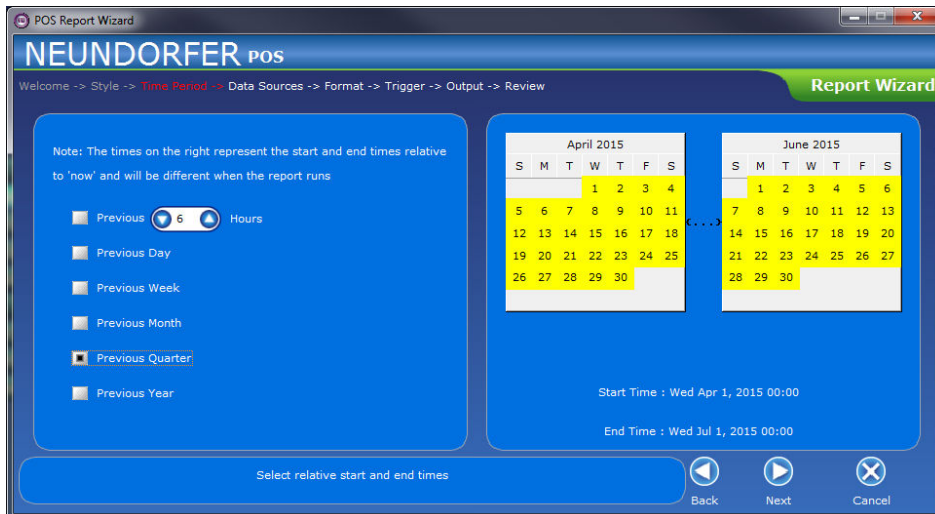 POS Report Wizard
NEUNDORFER POS
Welcome -> Style -> Time Period -> Data Sources -> Format -> Trigger -> Output -> Review
Report Wizard
Note: The times on the right represent the start and end times relative
to 'now' and will be different when the report runs
Previous 6 Hours
Previous Day
Previous Week
Previous Month
Previous Quarter
Previous Year
April 2015
S M T W T F S
1 2 3 4
5 6 7 8 9 10 11
12 13 14 15 16 17 18
19 20 21 22 23 24 25
26 27 28 29 30
<...>
June 2015
S M T W T F S
1 2 3 4 5 6
7 8 9 10 11 12 13
14 15 16 17 18 19 20
21 22 23 24 25 26 27
28 29 30
Start Time : Wed Apr 1, 2015 00:00
End Time : Wed Jul 1, 2015 00:00
Select relative start and end times
Back
Next
Cancel